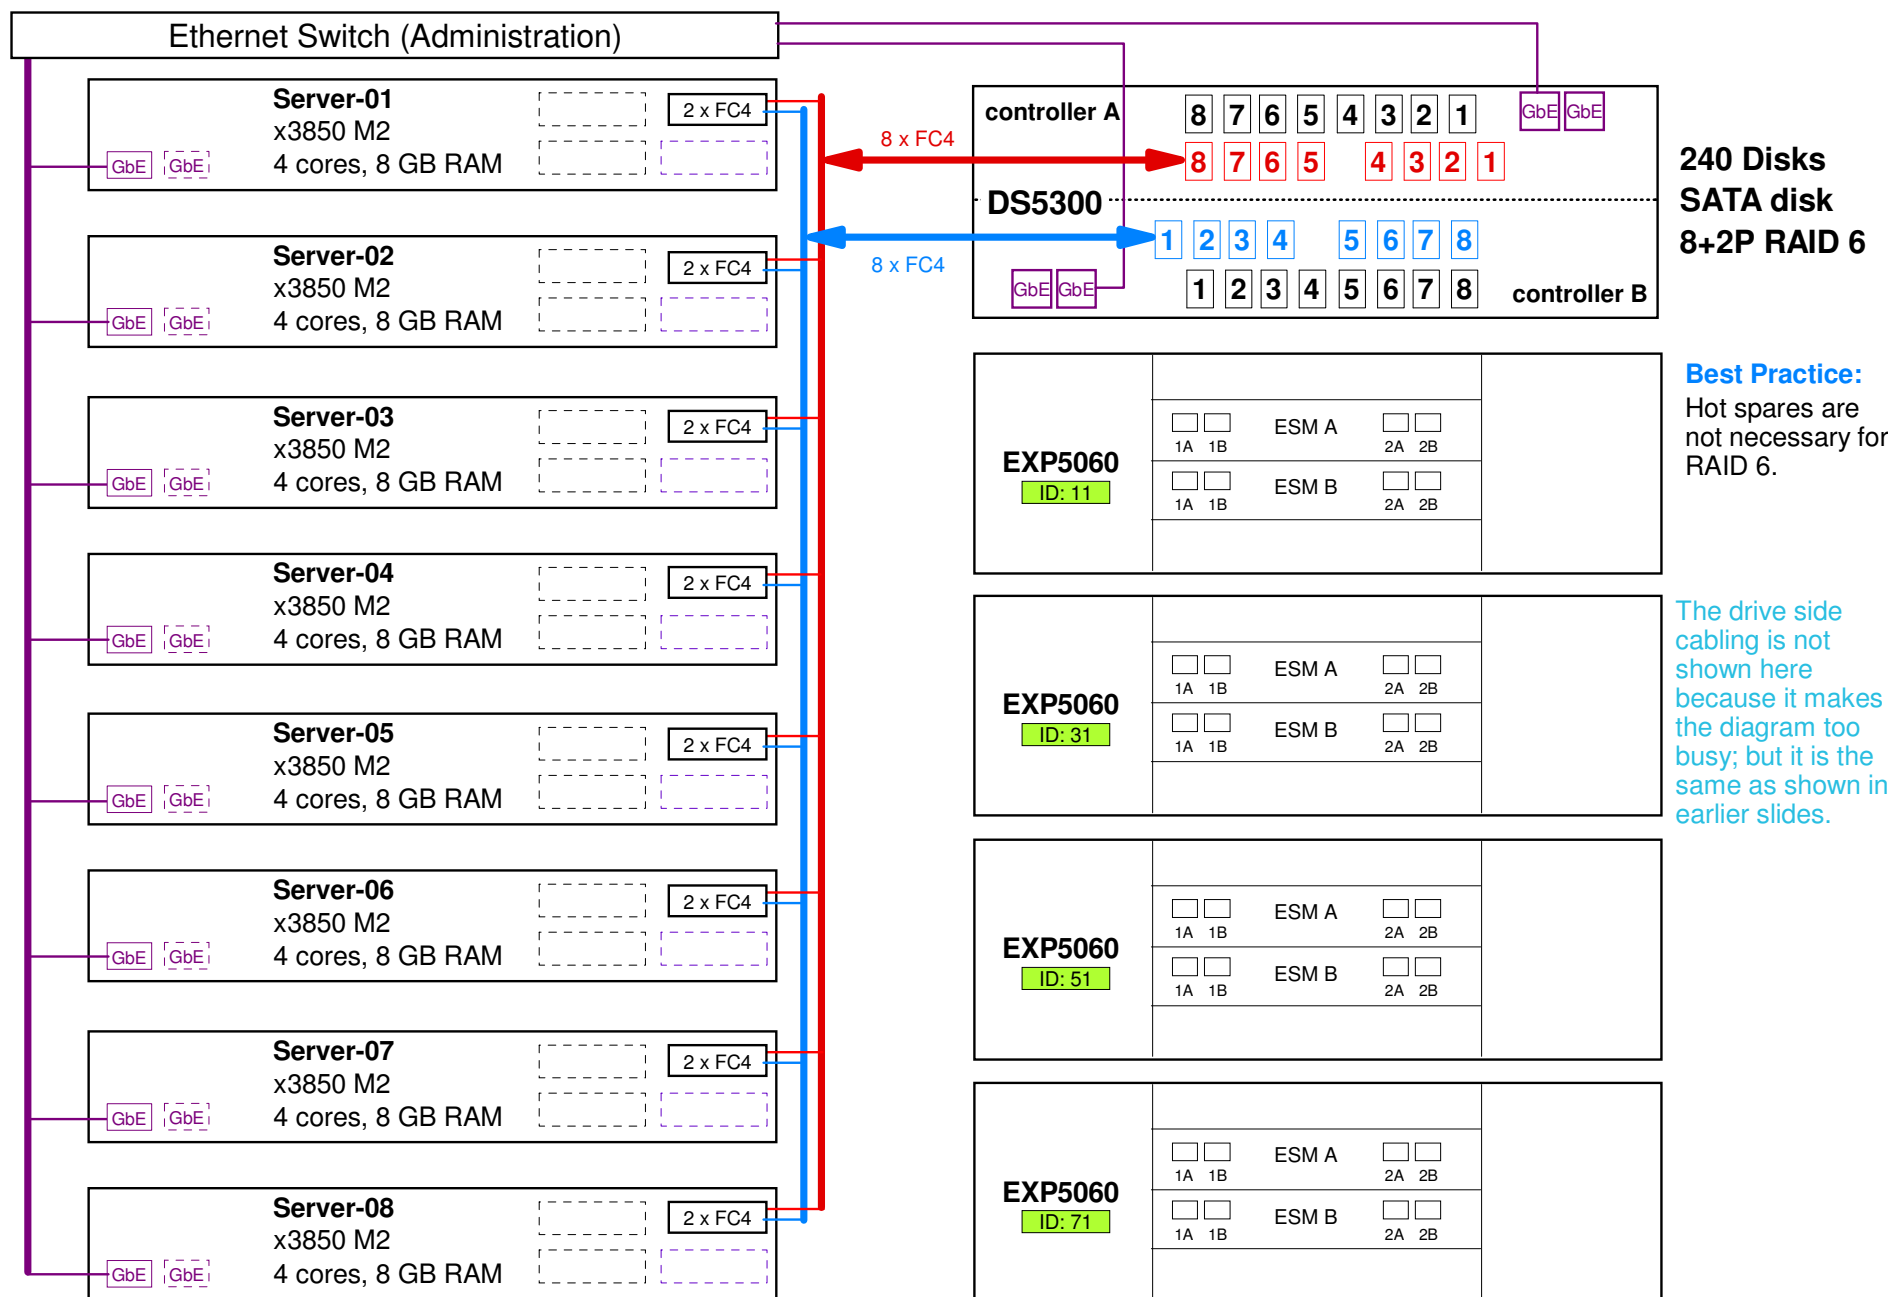 Ethernet Switch (Administration)
Server-01
x3850 M2
4 cores, 8 GB RAM
GbE GbE
2 x FC4
Server-02
x3850 M2
4 cores, 8 GB RAM
GbE GbE
2 x FC4
Server-03
x3850 M2
4 cores, 8 GB RAM
GbE GbE
2 x FC4
Server-04
x3850 M2
4 cores, 8 GB RAM
GbE GbE
2 x FC4
Server-05
x3850 M2
4 cores, 8 GB RAM
GbE GbE
2 x FC4
Server-06
x3850 M2
4 cores, 8 GB RAM
GbE GbE
2 x FC4
Server-07
x3850 M2
4 cores, 8 GB RAM
GbE GbE
2 x FC4
Server-08
x3850 M2
4 cores, 8 GB RAM
GbE GbE
2 x FC4
8 x FC4
8 x FC4
controller A
8 7 6 5 4 3 2 1
GbE GbE
8 7 6 5 4 3 2 1
DS5300
1 2 3 4 5 6 7 8
GbE GbE
1 2 3 4 5 6 7 8
controller B
240 Disks
SATA disk
8+2P RAID 6
EXP5060
ID: 11
ESM A
1A 1B 2A 2B
ESM B
1A 1B 2A 2B
Best Practice:
Hot spares are
not necessary for
RAID 6.
EXP5060
ID: 31
ESM A
1A 1B 2A 2B
ESM B
1A 1B 2A 2B
The drive side
cabling is not
shown here
because it makes
the diagram too
busy; but it is the
same as shown in
earlier slides.
EXP5060
ID: 51
ESM A
1A 1B 2A 2B
ESM B
1A 1B 2A 2B
EXP5060
ID: 71
ESM A
1A 1B 2A 2B
ESM B
1A 1B 2A 2B